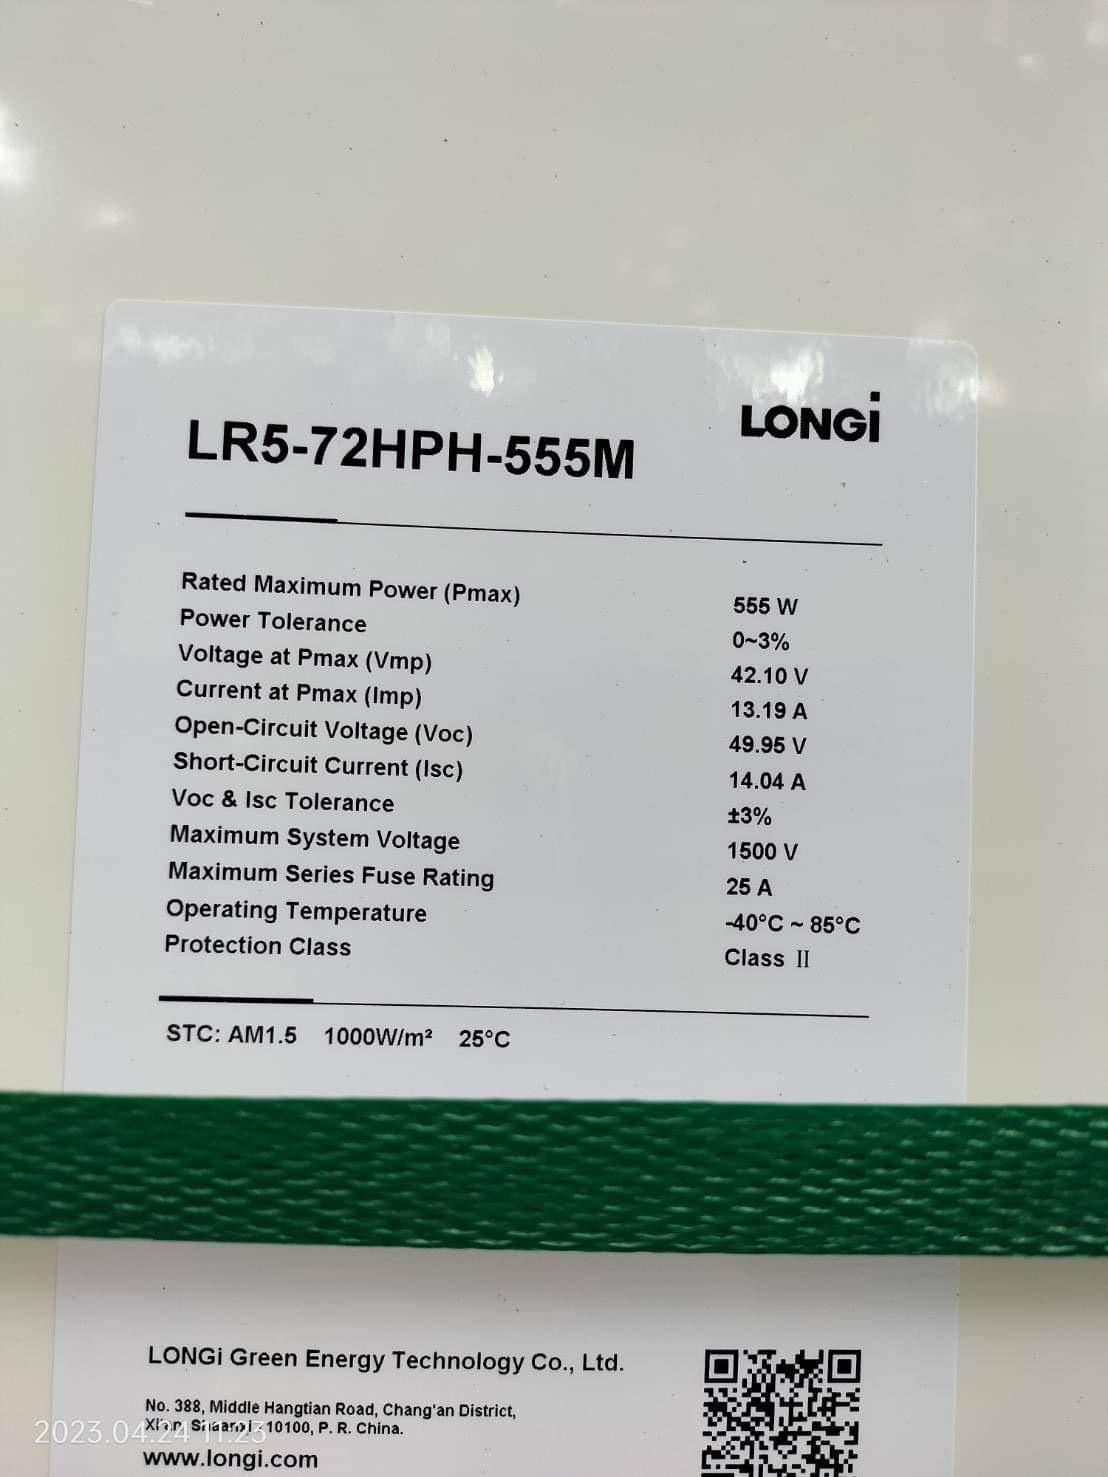 LONGi
LR5-72HPH-555M
Rated Maximum Power (Pmax) 555 W
Power Tolerance 0~3%
Voltage at Pmax (Vmp) 42.10 V
Current at Pmax (Imp) 13.19 A
Open-Circuit Voltage (Voc) 49.95 V
Short-Circuit Current (Isc) 14.04 A
Voc & Isc Tolerance ±3%
Maximum System Voltage 1500 V
Maximum Series Fuse Rating 25 A
Operating Temperature -40°C ~ 85°C
Protection Class Class II
STC: AM1.5 1000W/m² 25°C
LONGi Green Energy Technology Co., Ltd.
No. 388, Middle Hangtian Road, Chang'an District,
10100, P. R. China.
2023.04.24 11:23
www.longi.com